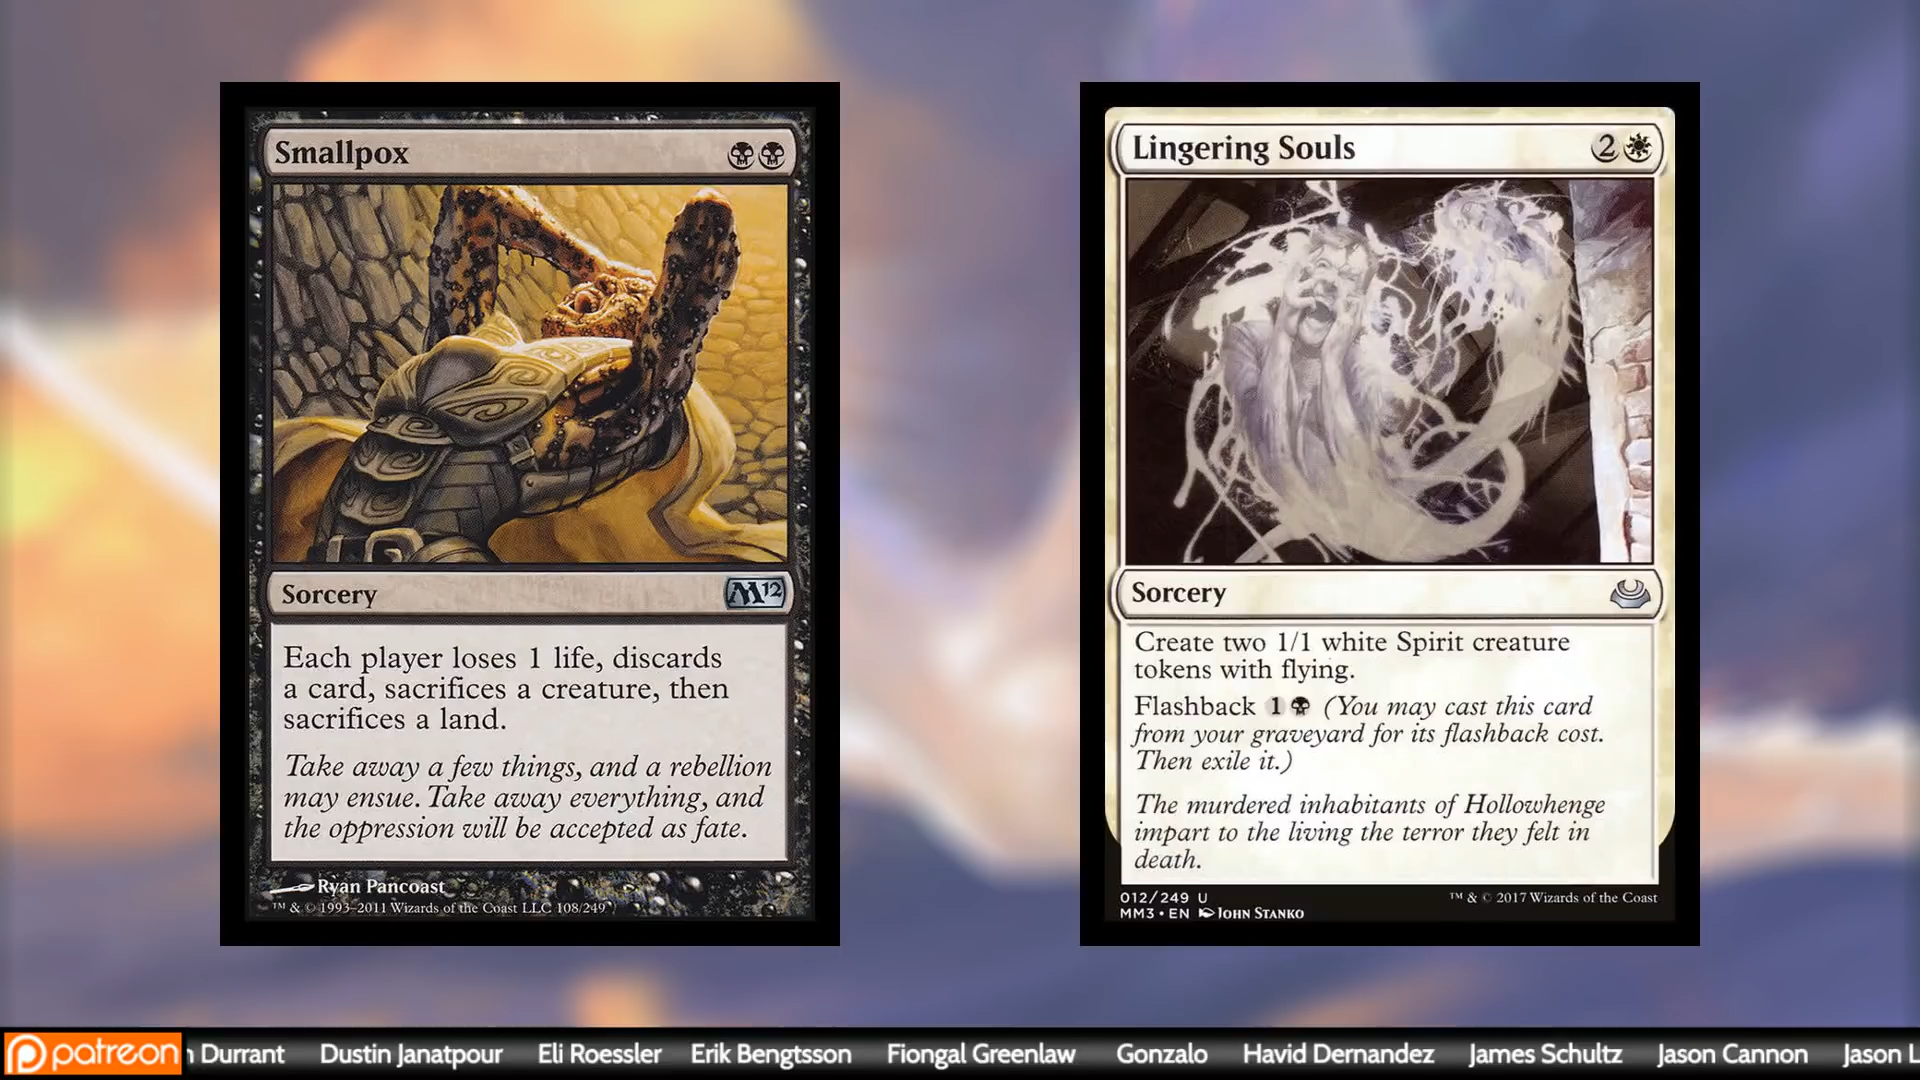 Smallpox
Sorcery
M12
Each player loses 1 life, discards
a card, sacrifices a creature, then
sacrifices a land.
Take away a few things, and a rebellion
may ensue. Take away everything, and
the oppression will be accepted as fate.
Ryan Pancoast
™ & © 1993–2011 Wizards of the Coast LLC 108/249
Lingering Souls 2
Sorcery
Create two 1/1 white Spirit creature
tokens with flying.
Flashback 1 (You may cast this card
from your graveyard for its flashback cost.
Then exile it.)
The murdered inhabitants of Hollowhenge
impart to the living the terror they felt in
death.
012/249 U
MM3 • EN John Stanko
™ & © 2017 Wizards of the Coast
patreon n Durrant Dustin Janatpour Eli Roessler Erik Bengtsson Fiongal Greenlaw Gonzalo Havid Dernandez James Schultz Jason Cannon Jason L